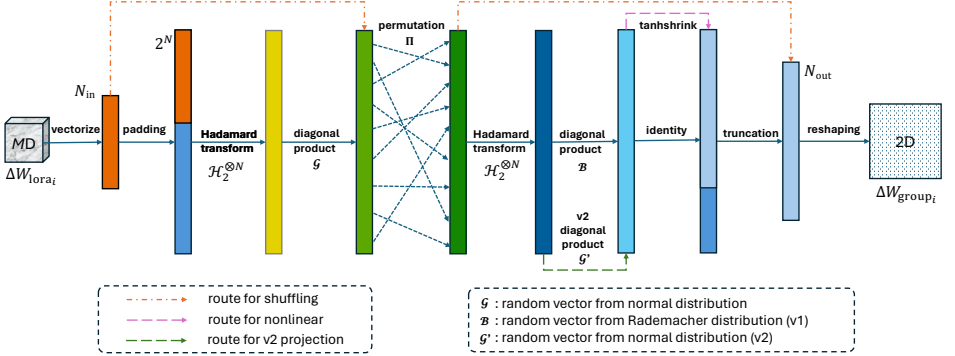 permutation
Π
tanhshrink
2^N
N_in
N_out
MD
vectorize
padding
Hadamard
transform
ℋ₂^⊗N
diagonal
product
𝒢
Hadamard
transform
ℋ₂^⊗N
diagonal
product
ℬ
identity
truncation
reshaping
2D
ΔW_lora_i
ΔW_group_i
v2
diagonal
product
𝒢'
route for shuffling
route for nonlinear
route for v2 projection
𝒢 : random vector from normal distribution
ℬ : random vector from Rademacher distribution (v1)
𝒢' : random vector from normal distribution (v2)